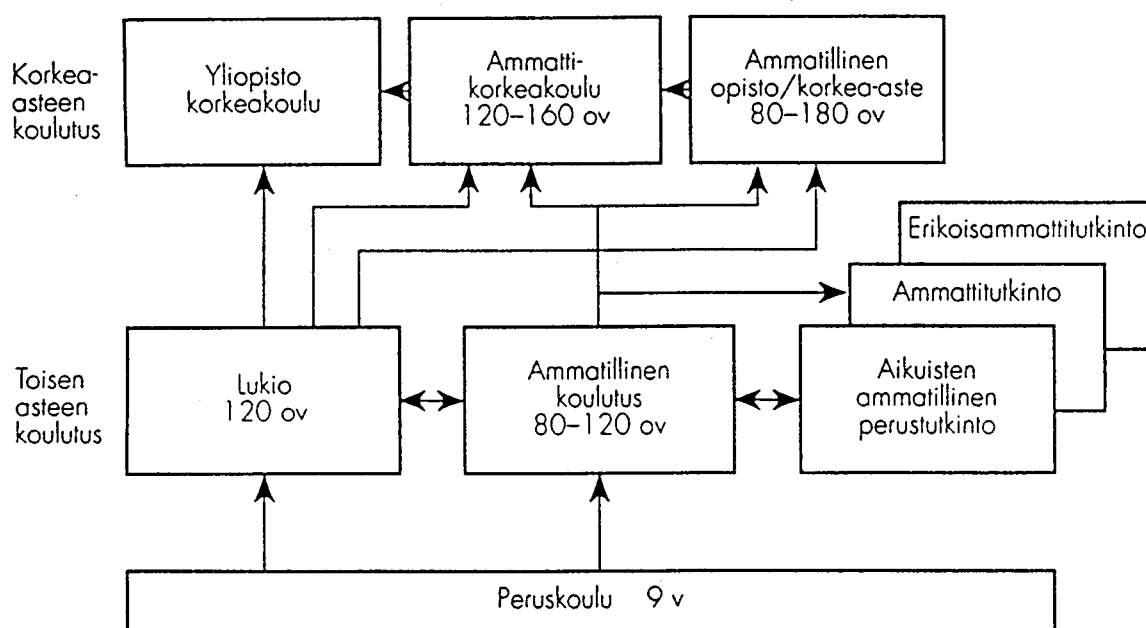 Korkea-
asteen
koulutus
Yliopisto
korkeakoulu
Ammatti-
korkeakoulu
120–160 ov
Ammatillinen
opisto/korkea-aste
80–180 ov
Erikoisammattitutkinto
Ammattitutkinto
Toisen
asteen
koulutus
Lukio
120 ov
Ammatillinen
koulutus
80–120 ov
Aikuisten
ammatillinen
perustutkinto
Peruskoulu 9 v